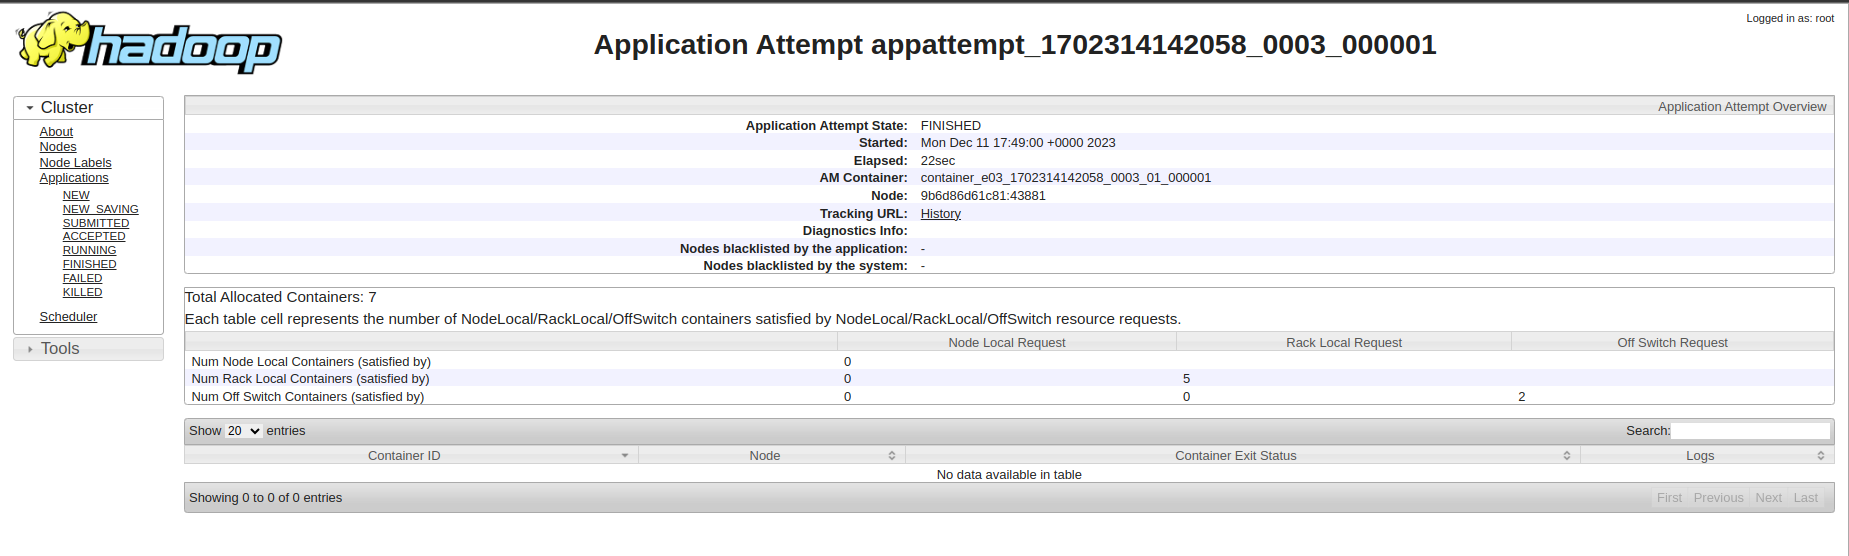 hadoop
Logged in as: root
Application Attempt appattempt_1702314142058_0003_000001
Cluster
About
Nodes
Node Labels
Applications
NEW
NEW_SAVING
SUBMITTED
ACCEPTED
RUNNING
FINISHED
FAILED
KILLED
Scheduler
Tools
Application Attempt Overview
Application Attempt State: FINISHED
Started: Mon Dec 11 17:49:00 +0000 2023
Elapsed: 22sec
AM Container: container_e03_1702314142058_0003_01_000001
Node: 9b6d86d61c81:43881
Tracking URL: History
Diagnostics Info:
Nodes blacklisted by the application: -
Nodes blacklisted by the system: -
Total Allocated Containers: 7
Each table cell represents the number of NodeLocal/RackLocal/OffSwitch containers satisfied by NodeLocal/RackLocal/OffSwitch resource requests.
Node Local Request Rack Local Request Off Switch Request
Num Node Local Containers (satisfied by) 0
Num Rack Local Containers (satisfied by) 0 5
Num Off Switch Containers (satisfied by) 0 0 2
Show 20 entries Search:
Container ID Node Container Exit Status Logs
No data available in table
Showing 0 to 0 of 0 entries First Previous Next Last